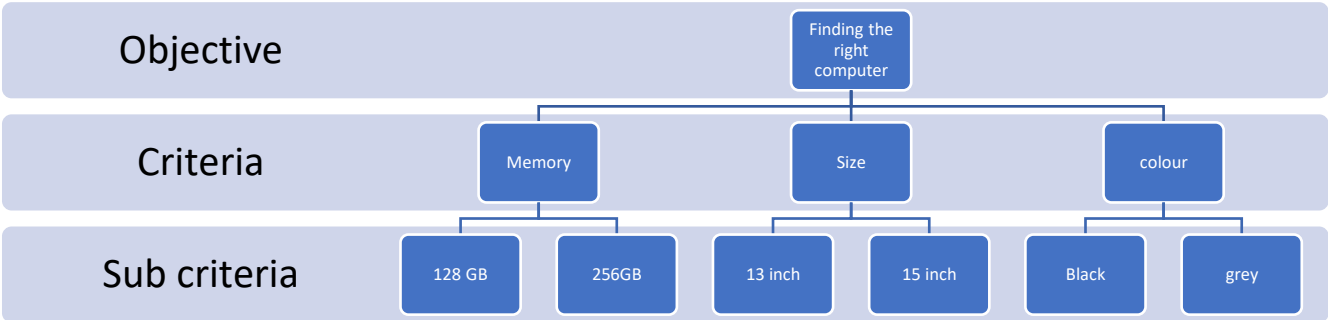 Objective
Finding the
right
computer
Criteria
Memory
Size
colour
Sub criteria
128 GB
256GB
13 inch
15 inch
Black
grey